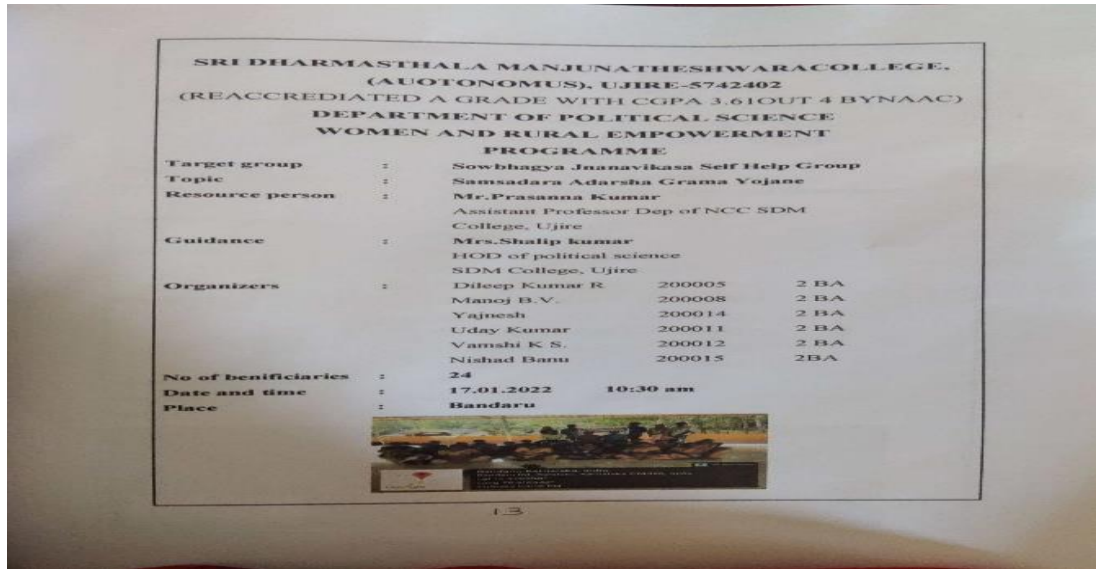 SRI DHARMASTHALA MANJUNATHESHWARACOLLEGE,
(AUOTONOMUS), UJIRE-5742402
(REACCREDIATED A GRADE WITH CGPA 3.61OUT 4 BYNAAC)
DEPARTMENT OF POLITICAL SCIENCE
WOMEN AND RURAL EMPOWERMENT
PROGRAMME
Target group : Sowbhagya Jnanavikasa Self Help Group
Topic : Samsadara Adarsha Grama Yojane
Resource person : Mr.Prasanna Kumar
Assistant Professor Dep of NCC SDM
College, Ujire
Guidance : Mrs.Shalip kumar
HOD of political science
SDM College, Ujire
Organizers : Dileep Kumar R 200005 2 BA
Manoj B.V. 200008 2 BA
Yajnesh 200014 2 BA
Uday Kumar 200011 2 BA
Vamshi K S. 200012 2 BA
Nishad Banu 200015 2BA
No of benificiaries : 24
Date and time : 17.01.2022 10:30 am
Place : Bandaru
13